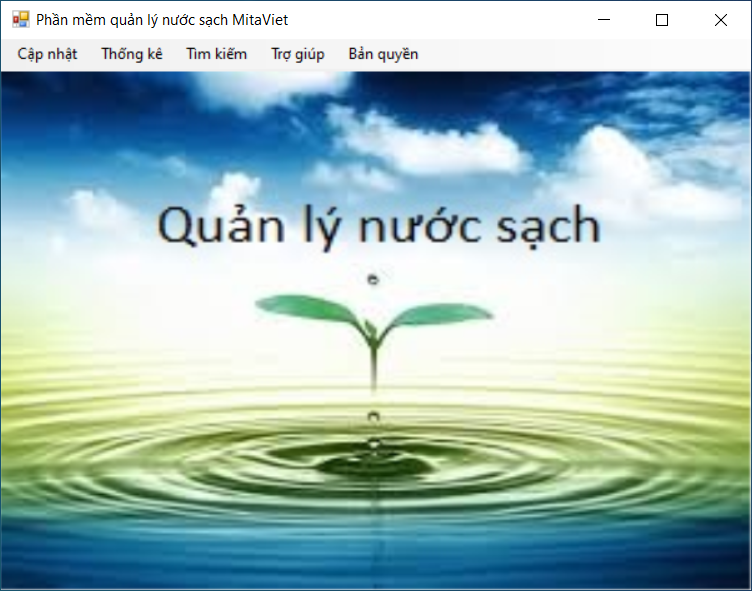 Phần mềm quản lý nước sạch MitaViet
Cập nhật Thống kê Tìm kiếm Trợ giúp Bản quyền
Quản lý nước sạch